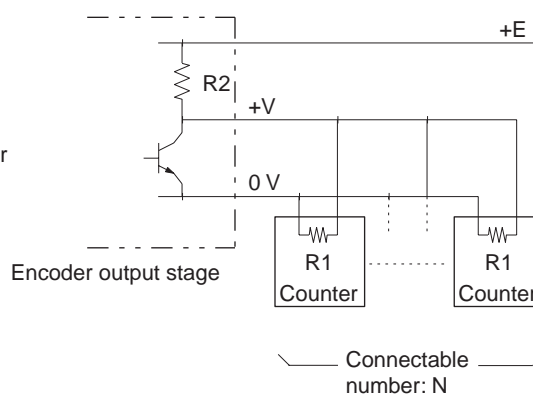 +E
R2
+V
r
0 V
R1
R1
Encoder output stage
Counter
Counter
Connectable
number: N